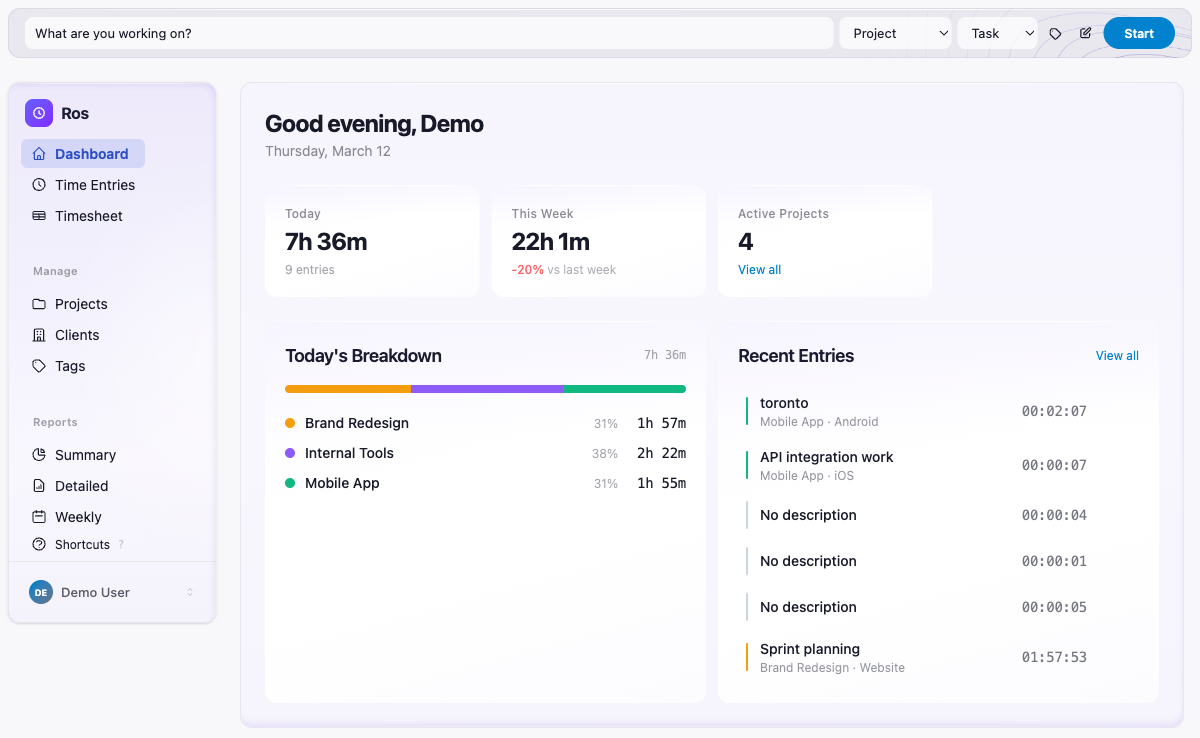 What are you working on?
Project
Task
Start
Ros
Dashboard
Time Entries
Timesheet
Manage
Projects
Clients
Tags
Reports
Summary
Detailed
Weekly
Shortcuts ?
DE Demo User
Good evening, Demo
Thursday, March 12
Today
7h 36m
9 entries
This Week
22h 1m
-20% vs last week
Active Projects
4
View all
Today's Breakdown 7h 36m
Brand Redesign 31% 1h 57m
Internal Tools 38% 2h 22m
Mobile App 31% 1h 55m
Recent Entries View all
toronto 00:02:07
Mobile App · Android
API integration work 00:00:07
Mobile App · iOS
No description 00:00:04
No description 00:00:01
No description 00:00:05
Sprint planning 01:57:53
Brand Redesign · Website